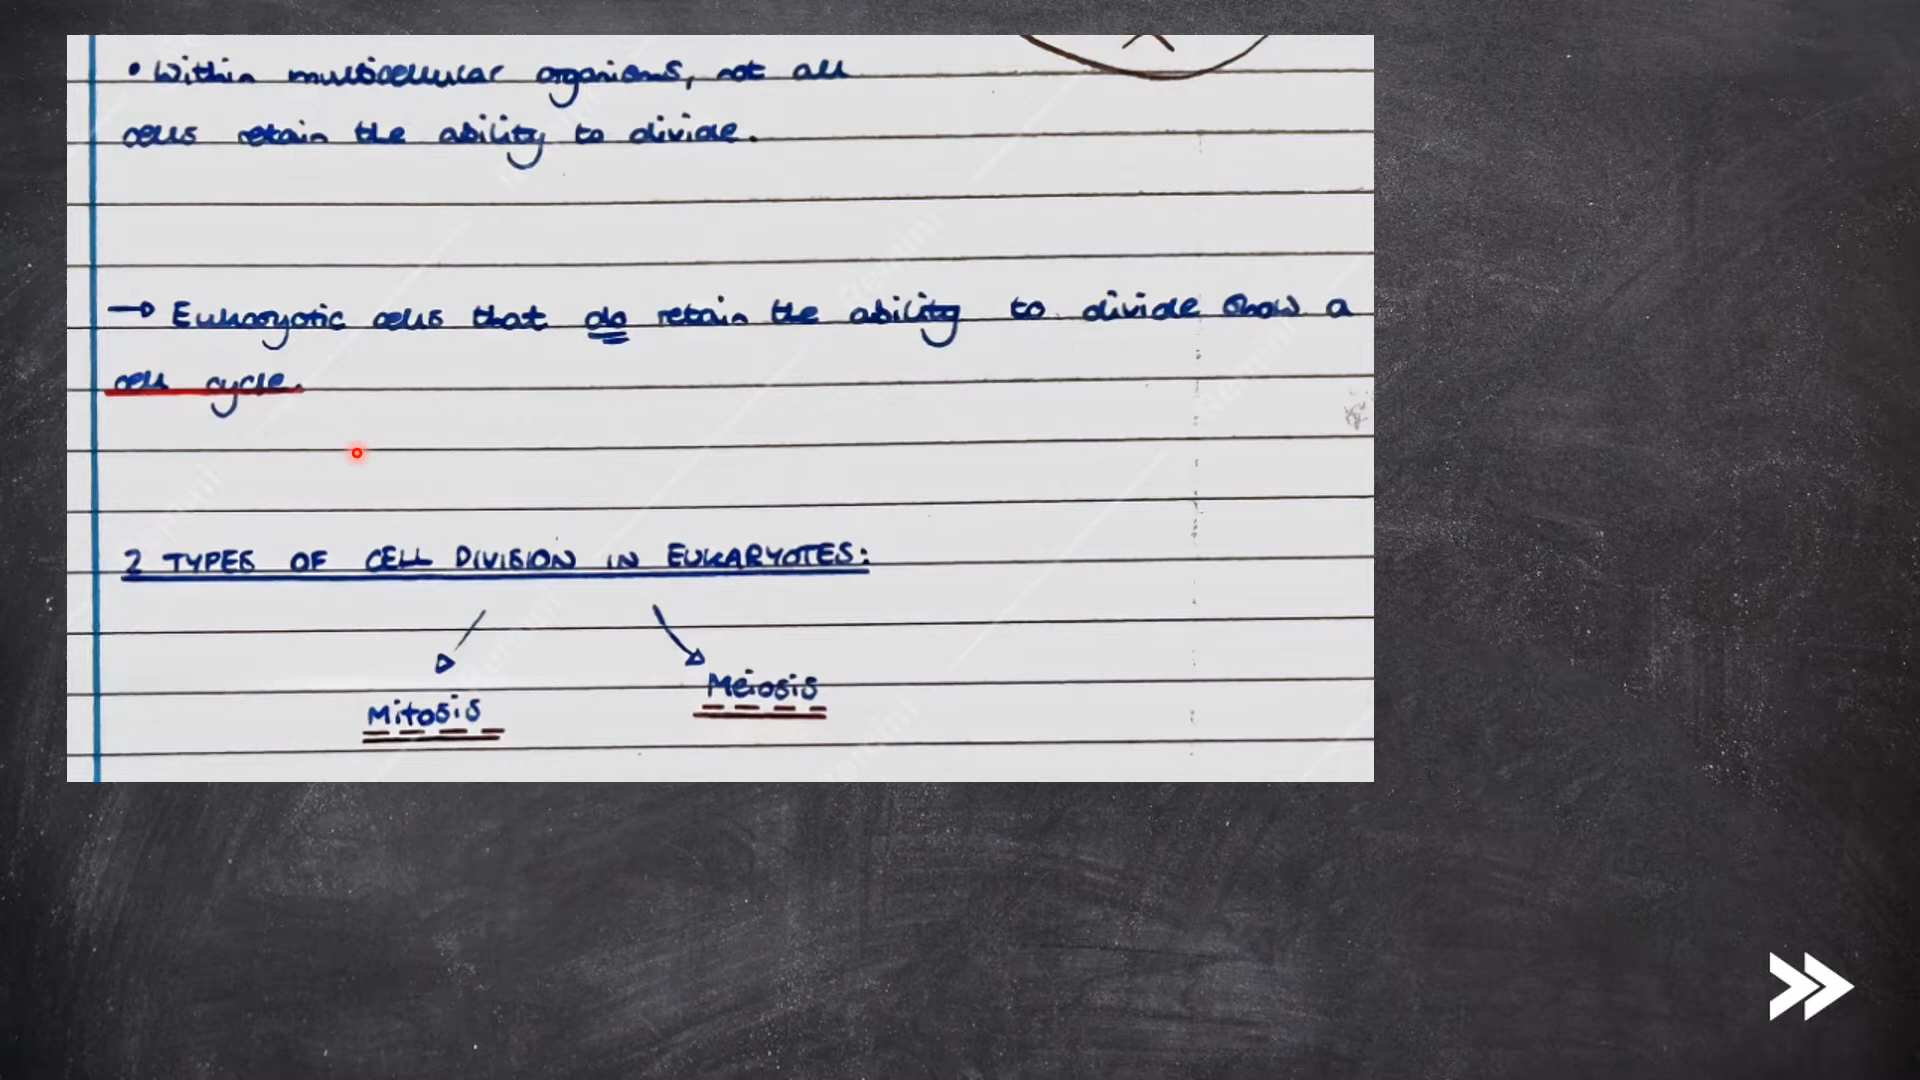 • Within multicellular organisms, not all
cells retain the ability to divide.
→ Eukaryotic cells that do retain the ability to divide show a
cell cycle.
2 TYPES OF CELL DIVISION IN EUKARYOTES:
Mitosis
Meiosis
Remini